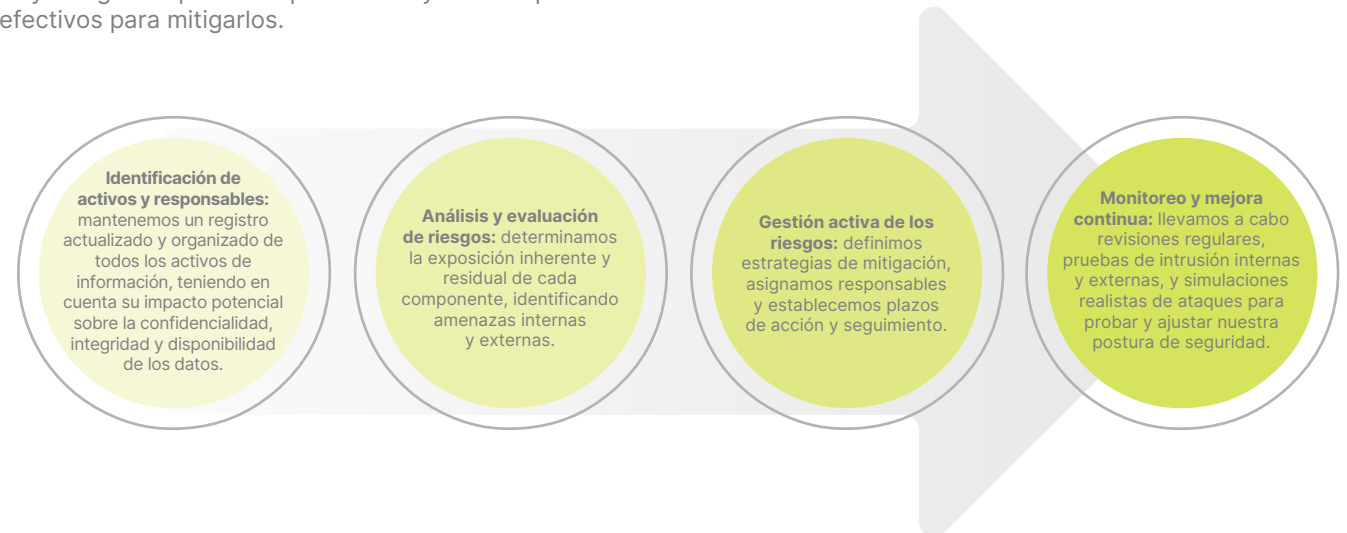 efectivos para mitigarlos.
Identificación de
activos y responsables:
mantenemos un registro
actualizado y organizado de
todos los activos de
información, teniendo en
cuenta su impacto potencial
sobre la confidencialidad,
integridad y disponibilidad
de los datos.
Análisis y evaluación
de riesgos: determinamos
la exposición inherente y
residual de cada
componente, identificando
amenazas internas
y externas.
Gestión activa de los
riesgos: definimos
estrategias de mitigación,
asignamos responsables
y establecemos plazos
de acción y seguimiento.
Monitoreo y mejora
continua: llevamos a cabo
revisiones regulares,
pruebas de intrusión internas
y externas, y simulaciones
realistas de ataques para
probar y ajustar nuestra
postura de seguridad.